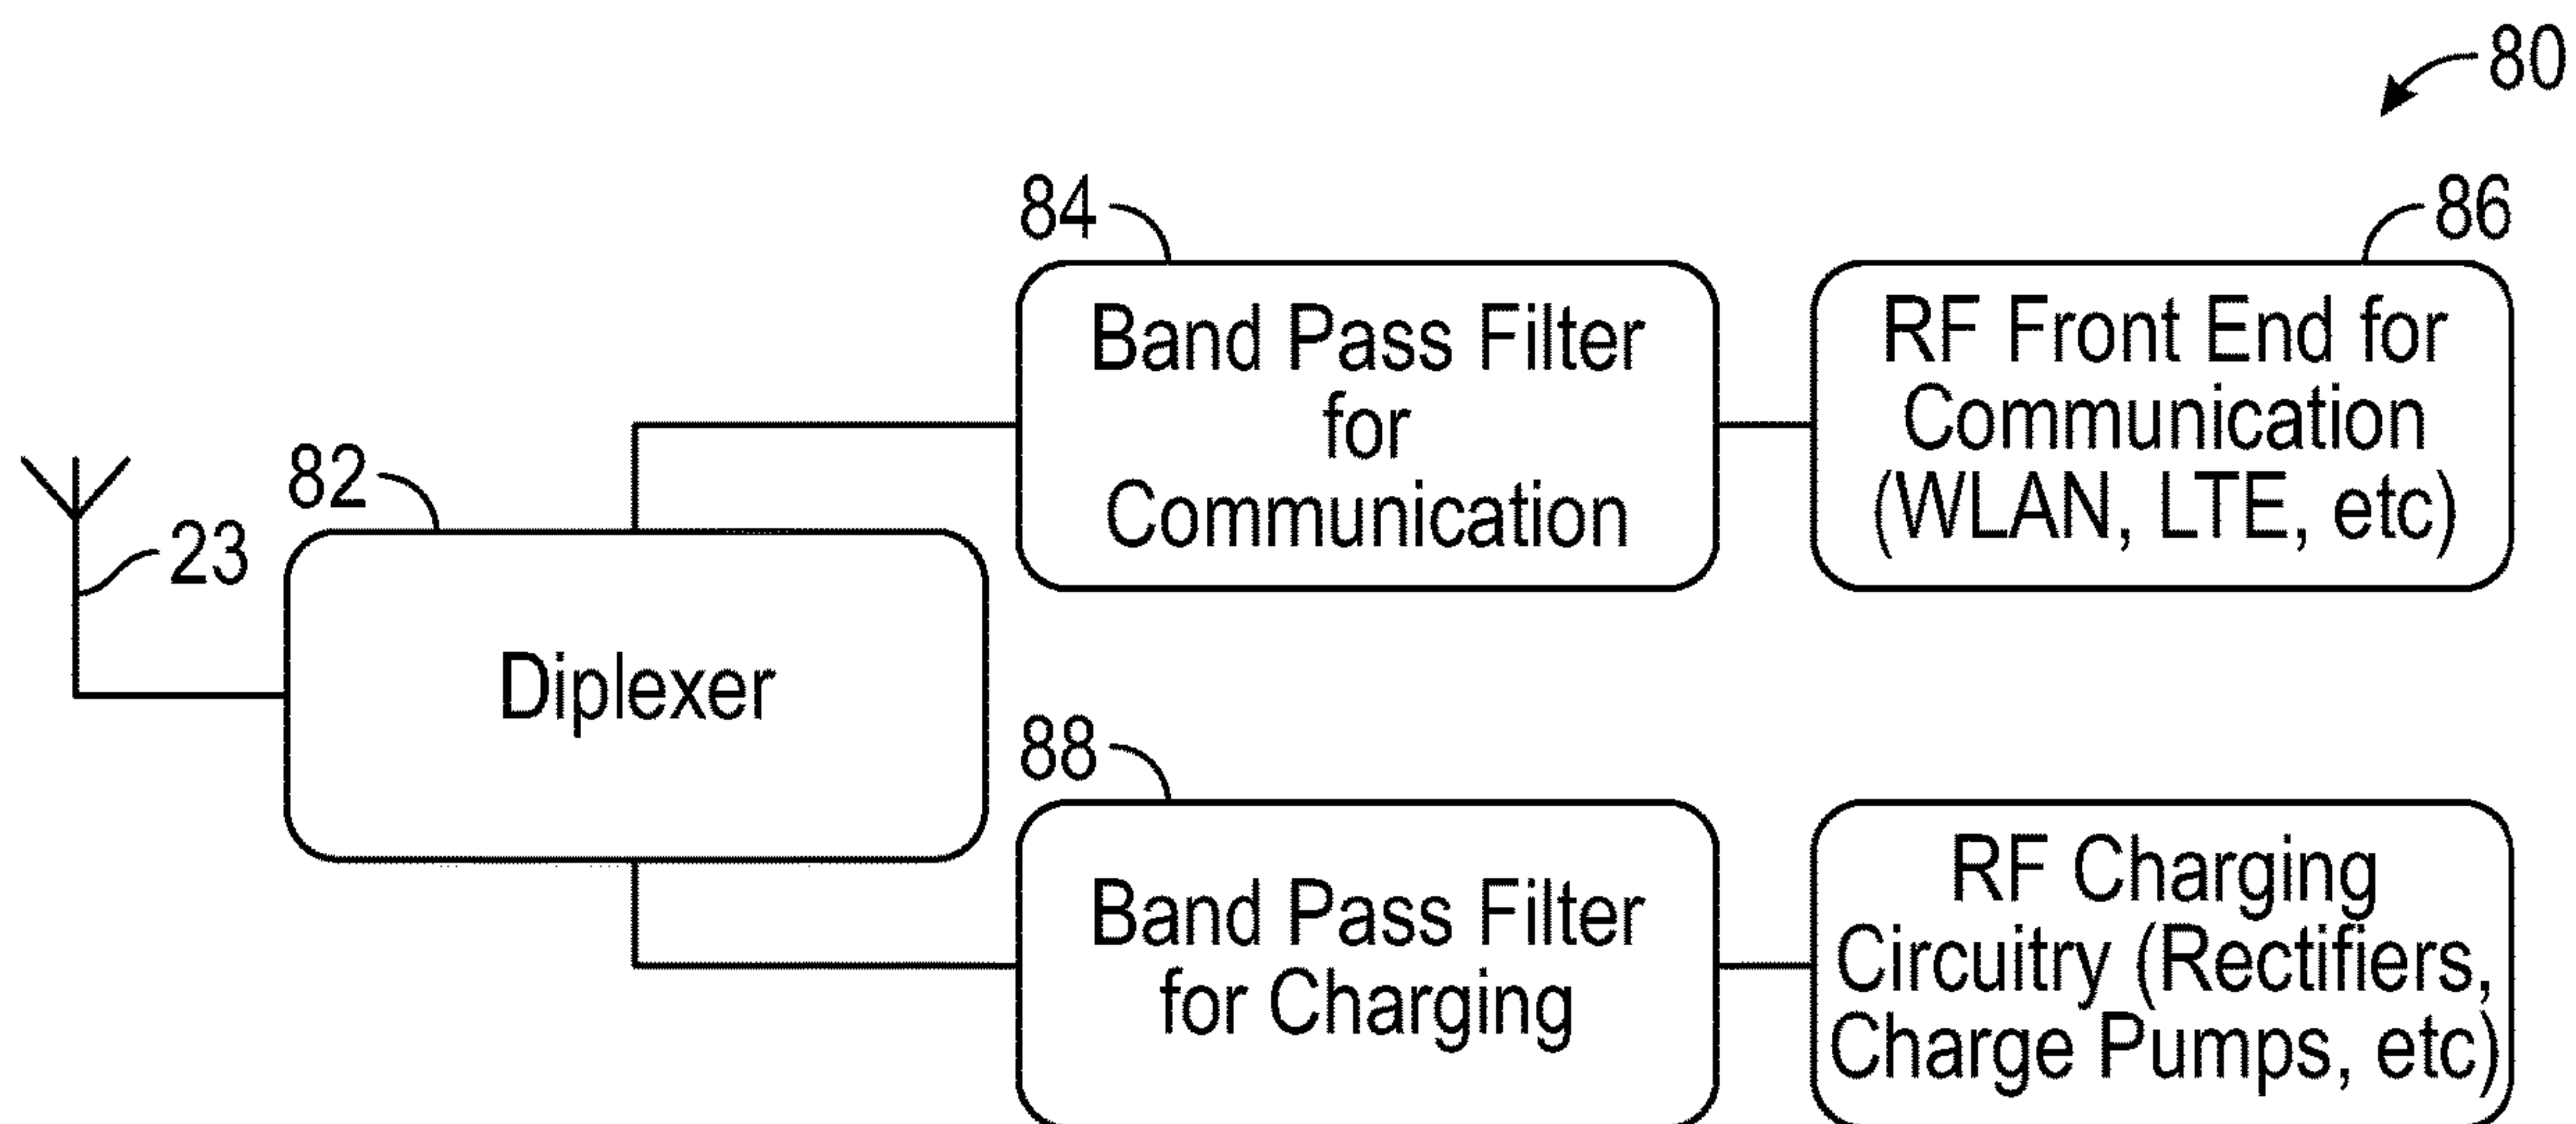 80
84
86
Band Pass Filter
for
Communication
RF Front End for
Communication
(WLAN, LTE, etc)
82
23
Diplexer
88
Band Pass Filter
for Charging
RF Charging
Circuitry (Rectifiers,
Charge Pumps, etc)